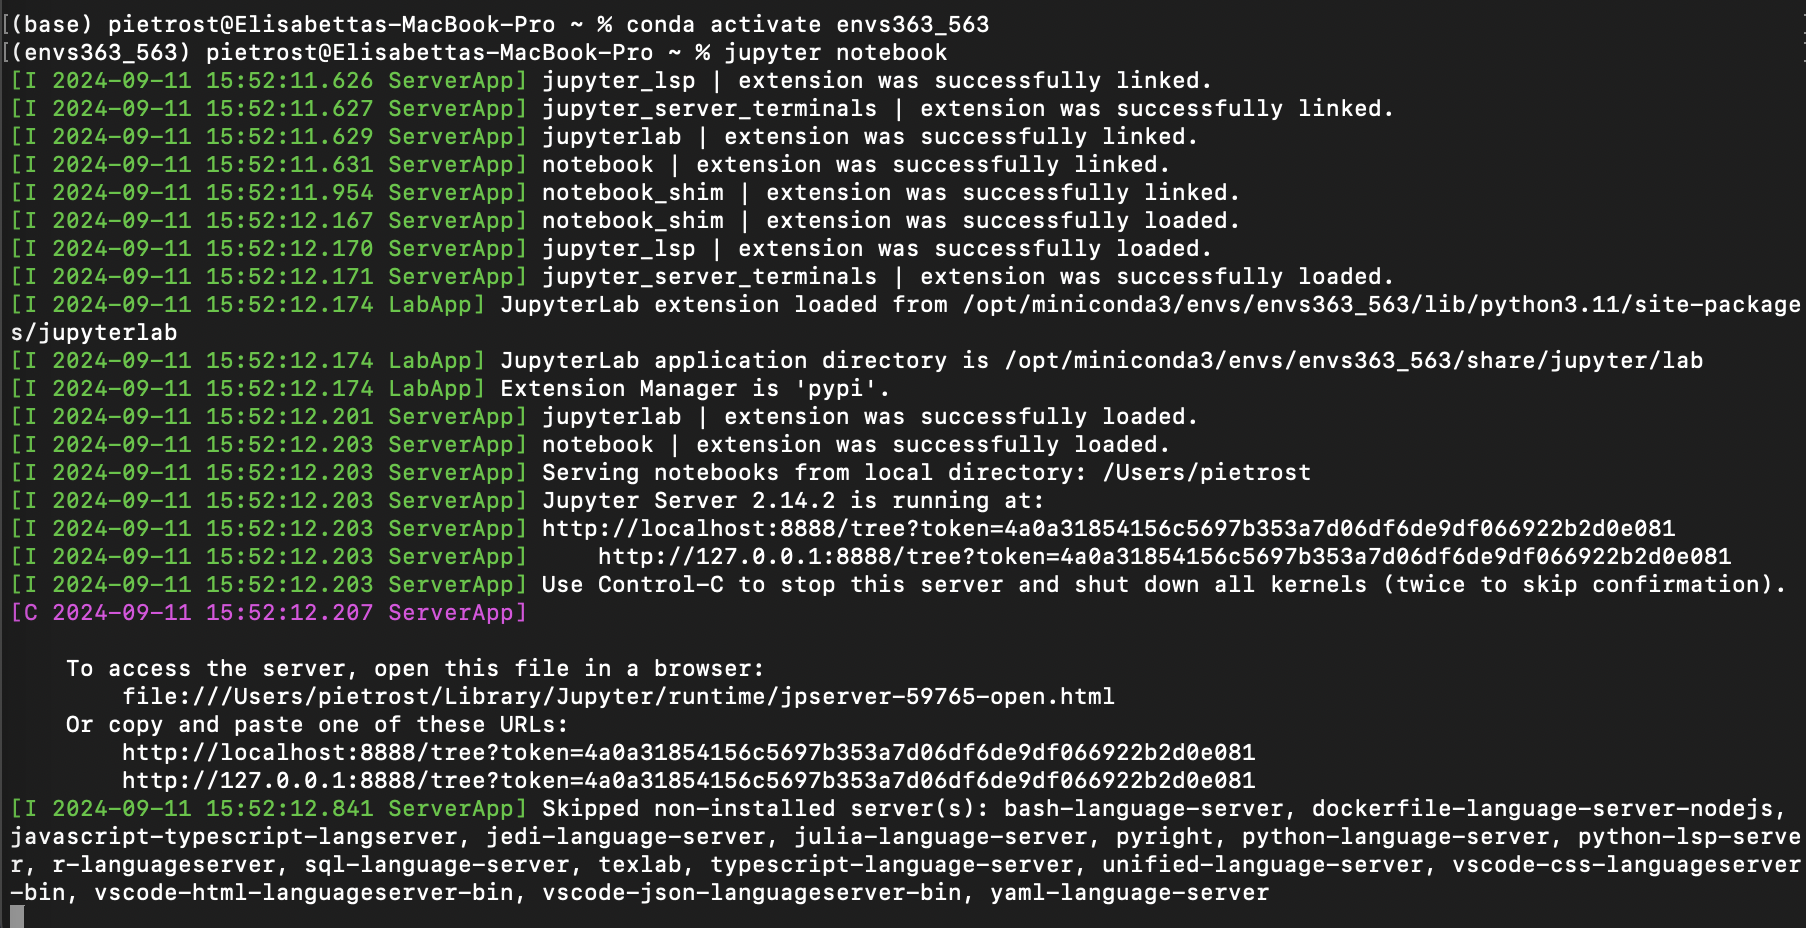 [(base) pietrost@Elisabettas-MacBook-Pro ~ % conda activate envs363_563
[(envs363_563) pietrost@Elisabettas-MacBook-Pro ~ % jupyter notebook
[I 2024-09-11 15:52:11.626 ServerApp] jupyter_lsp | extension was successfully linked.
[I 2024-09-11 15:52:11.627 ServerApp] jupyter_server_terminals | extension was successfully linked.
[I 2024-09-11 15:52:11.629 ServerApp] jupyterlab | extension was successfully linked.
[I 2024-09-11 15:52:11.631 ServerApp] notebook | extension was successfully linked.
[I 2024-09-11 15:52:11.954 ServerApp] notebook_shim | extension was successfully linked.
[I 2024-09-11 15:52:12.167 ServerApp] notebook_shim | extension was successfully loaded.
[I 2024-09-11 15:52:12.170 ServerApp] jupyter_lsp | extension was successfully loaded.
[I 2024-09-11 15:52:12.171 ServerApp] jupyter_server_terminals | extension was successfully loaded.
[I 2024-09-11 15:52:12.174 LabApp] JupyterLab extension loaded from /opt/miniconda3/envs/envs363_563/lib/python3.11/site-package
s/jupyterlab
[I 2024-09-11 15:52:12.174 LabApp] JupyterLab application directory is /opt/miniconda3/envs/envs363_563/share/jupyter/lab
[I 2024-09-11 15:52:12.174 LabApp] Extension Manager is 'pypi'.
[I 2024-09-11 15:52:12.201 ServerApp] jupyterlab | extension was successfully loaded.
[I 2024-09-11 15:52:12.203 ServerApp] notebook | extension was successfully loaded.
[I 2024-09-11 15:52:12.203 ServerApp] Serving notebooks from local directory: /Users/pietrost
[I 2024-09-11 15:52:12.203 ServerApp] Jupyter Server 2.14.2 is running at:
[I 2024-09-11 15:52:12.203 ServerApp] http://localhost:8888/tree?token=4a0a31854156c5697b353a7d06df6de9df066922b2d0e081
[I 2024-09-11 15:52:12.203 ServerApp]     http://127.0.0.1:8888/tree?token=4a0a31854156c5697b353a7d06df6de9df066922b2d0e081
[I 2024-09-11 15:52:12.203 ServerApp] Use Control-C to stop this server and shut down all kernels (twice to skip confirmation).
[C 2024-09-11 15:52:12.207 ServerApp]
    To access the server, open this file in a browser:
        file:///Users/pietrost/Library/Jupyter/runtime/jpserver-59765-open.html
    Or copy and paste one of these URLs:
        http://localhost:8888/tree?token=4a0a31854156c5697b353a7d06df6de9df066922b2d0e081
        http://127.0.0.1:8888/tree?token=4a0a31854156c5697b353a7d06df6de9df066922b2d0e081
[I 2024-09-11 15:52:12.841 ServerApp] Skipped non-installed server(s): bash-language-server, dockerfile-language-server-nodejs,
javascript-typescript-langserver, jedi-language-server, julia-language-server, pyright, python-language-server, python-lsp-serve
r, r-languageserver, sql-language-server, texlab, typescript-language-server, unified-language-server, vscode-css-languageserver
-bin, vscode-html-languageserver-bin, vscode-json-languageserver-bin, yaml-language-server